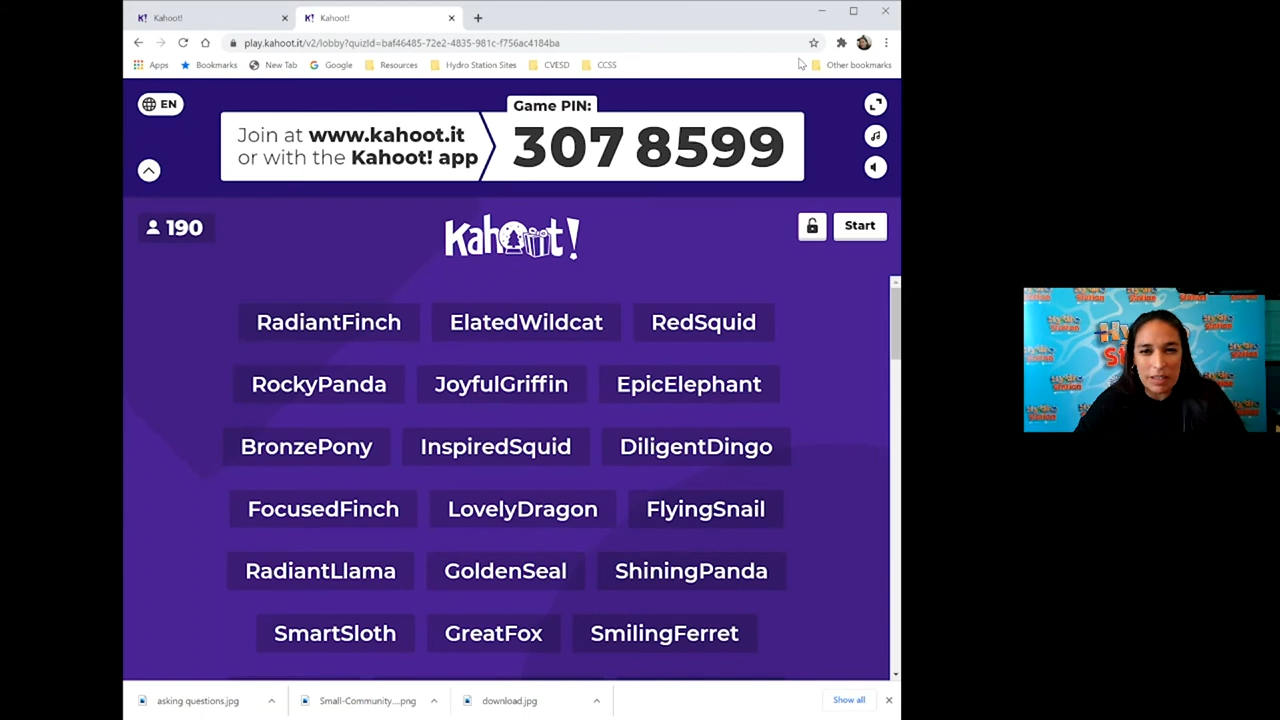 Kahoot!
Kahoot!
play.kahoot.it/v2/lobby?quizId=baf46485-72e2-4835-981c-f756ac4184ba
Apps Bookmarks New Tab Google Resources Hydro Station Sites CVESD CCSS Other bookmarks
EN
Join at www.kahoot.it
or with the Kahoot! app
Game PIN:
307 8599
190
Kahoot!
Start
RadiantFinch ElatedWildcat RedSquid
RockyPanda JoyfulGriffin EpicElephant
BronzePony InspiredSquid DiligentDingo
FocusedFinch LovelyDragon FlyingSnail
RadiantLlama GoldenSeal ShiningPanda
SmartSloth GreatFox SmilingFerret
asking questions.jpg Small-Community....png download.jpg Show all
Hydro
Station